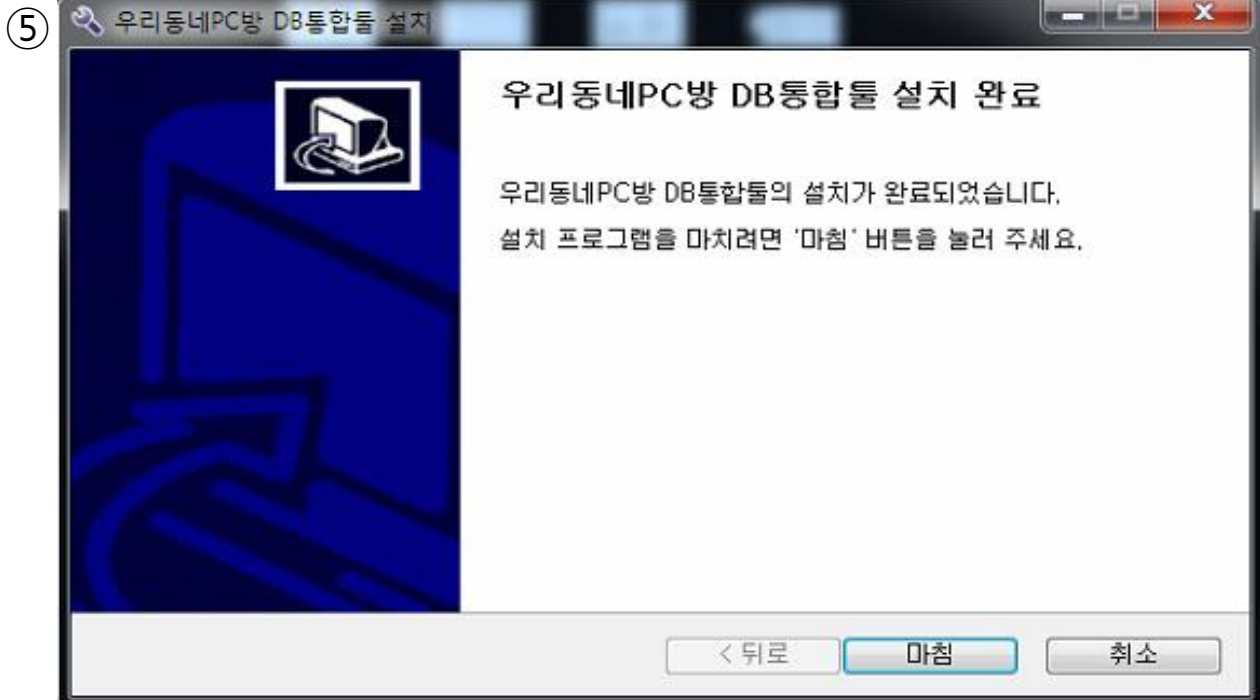 ⑤
우리동네PC방 DB통합툴 설치
우리동네PC방 DB통합툴 설치 완료
우리동네PC방 DB통합툴의 설치가 완료되었습니다.
설치 프로그램을 마치려면 '마침' 버튼을 눌러 주세요.
< 뒤로
마침
취소